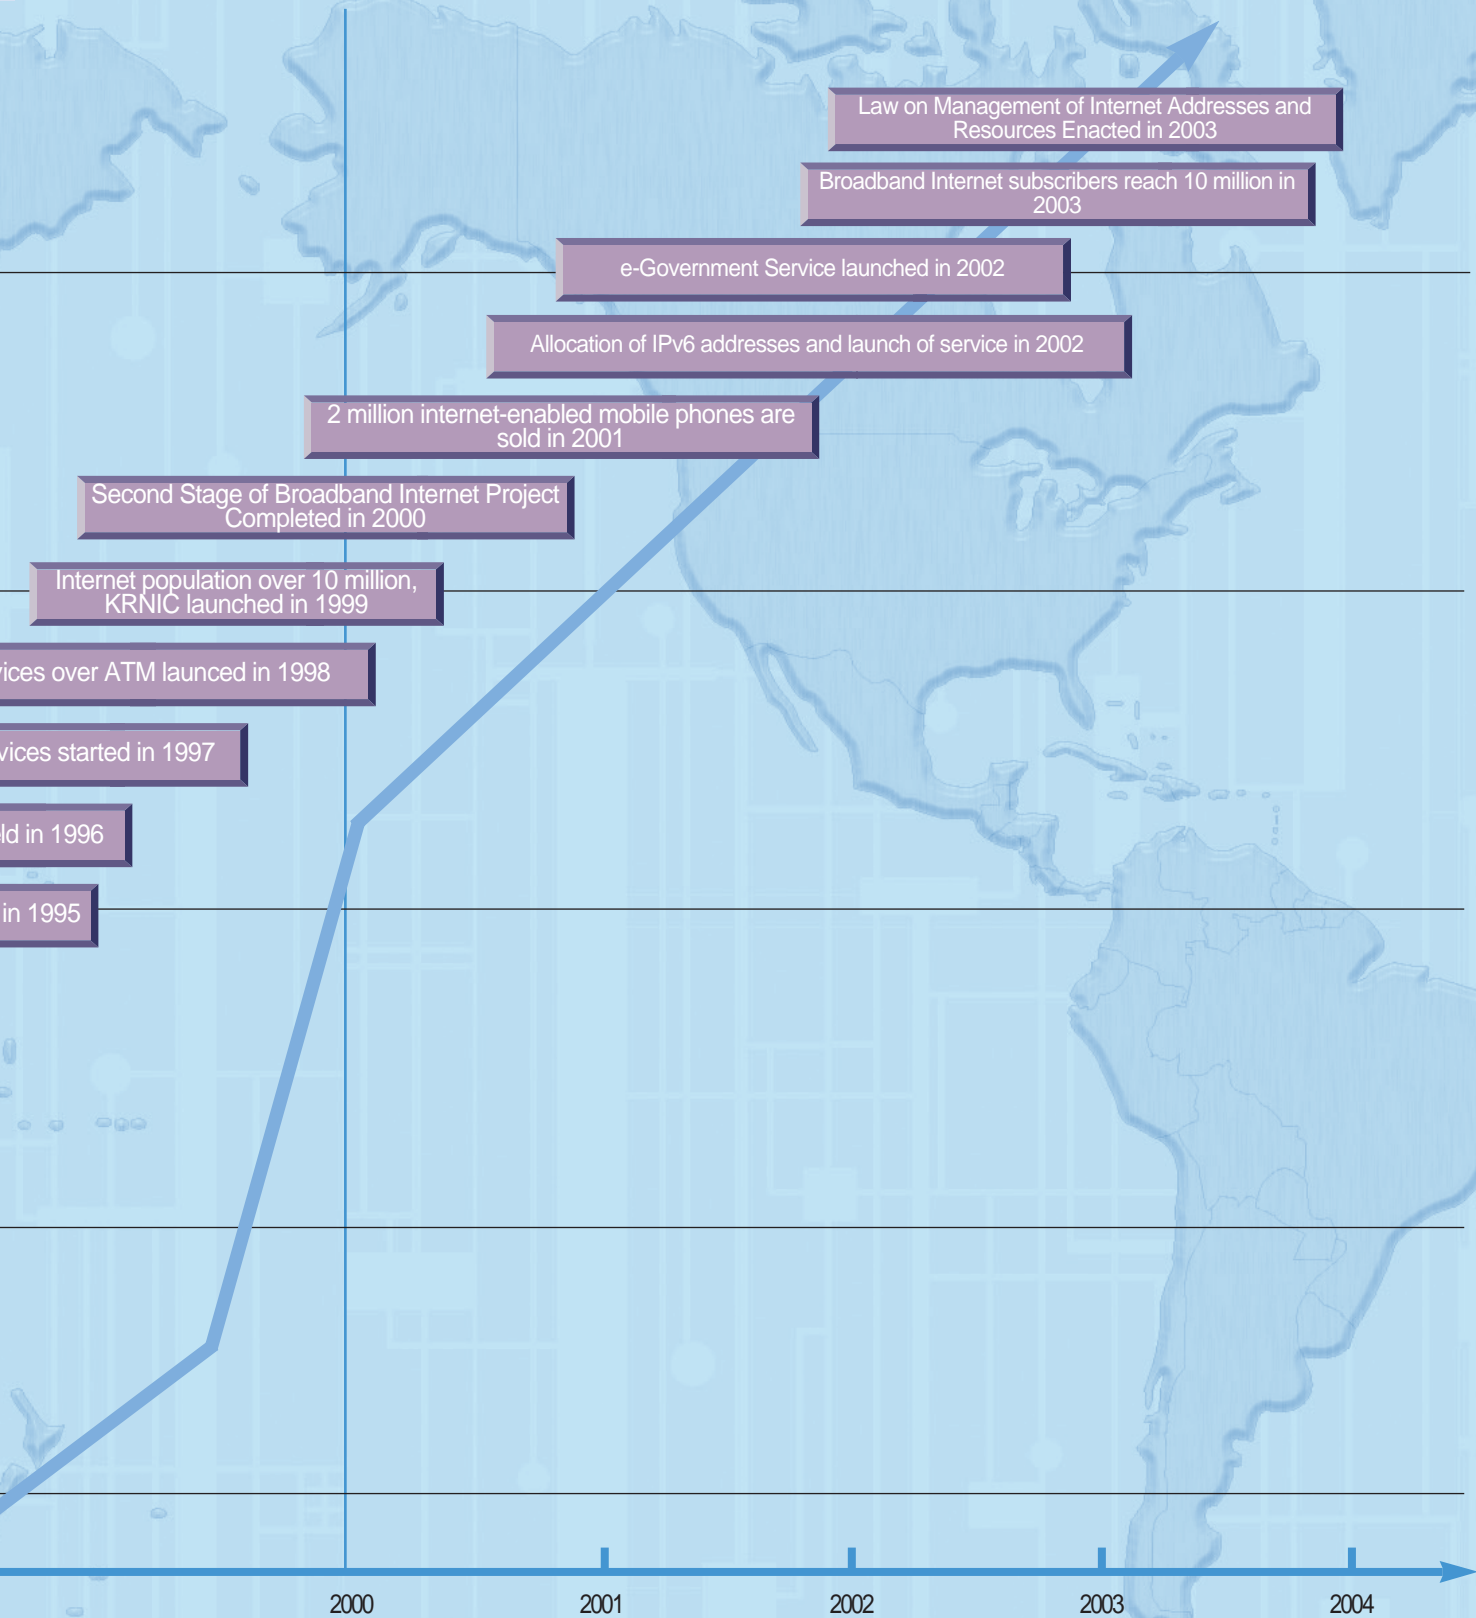 Law on Management of Internet Addresses and
Resources Enacted in 2003
Broadband Internet subscribers reach 10 million in
2003
e-Government Service launched in 2002
Allocation of IPv6 addresses and launch of service in 2002
2 million internet-enabled mobile phones are
sold in 2001
Second Stage of Broadband Internet Project
Completed in 2000
Internet population over 10 million,
KRNIC launched in 1999
over ATM launced in 1998
started in 1997
in 1996
in 1995
2000 2001 2002 2003 2004